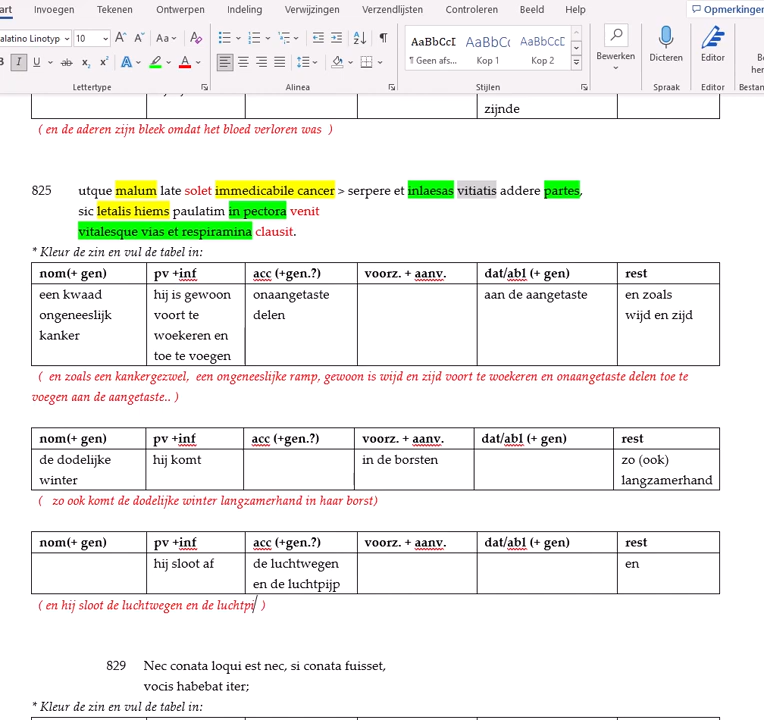 art Invoegen Tekenen Ontwerpen Indeling Verwijzingen Verzendlijsten Controleren Beeld Help Opmerkingen
alatino Linotyp 10 A A Aa A AaBbCcI AaBbC( AaBbCcD
B I U ab x₂ x² A A ¶ Geen afs... Kop 1 Kop 2 Bewerken Dicteren Editor Be
her
Lettertype Alinea Stijlen Spraak Editor Bestan
zijnde
( en de aderen zijn bleek omdat het bloed verloren was )
825 utque malum late solet immedicabile cancer > serpere et inlaesas vitiatis addere partes,
sic letalis hiems paulatim in pectora venit
vitalesque vias et respiramina clausit.
* Kleur de zin en vul de tabel in:
nom(+ gen) pv +inf acc (+gen.?) voorz. + aanv. dat/abl (+ gen) rest
een kwaad hij is gewoon onaangetaste aan de aangetaste en zoals
ongeneeslijk voort te delen wijd en zijd
kanker woekeren en
toe te voegen
( en zoals een kankergezwel, een ongeneeslijke ramp, gewoon is wijd en zijd voort te woekeren en onaangetaste delen toe te
voegen aan de aangetaste.. )
nom(+ gen) pv +inf acc (+gen.?) voorz. + aanv. dat/abl (+ gen) rest
de dodelijke hij komt in de borsten zo (ook)
winter langzamerhand
( zo ook komt de dodelijke winter langzamerhand in haar borst)
nom(+ gen) pv +inf acc (+gen.?) voorz. + aanv. dat/abl (+ gen) rest
hij sloot af de luchtwegen en
en de luchtpijp
( en hij sloot de luchtwegen en de luchtpi )
829 Nec conata loqui est nec, si conata fuisset,
vocis habebat iter;
* Kleur de zin en vul de tabel in: